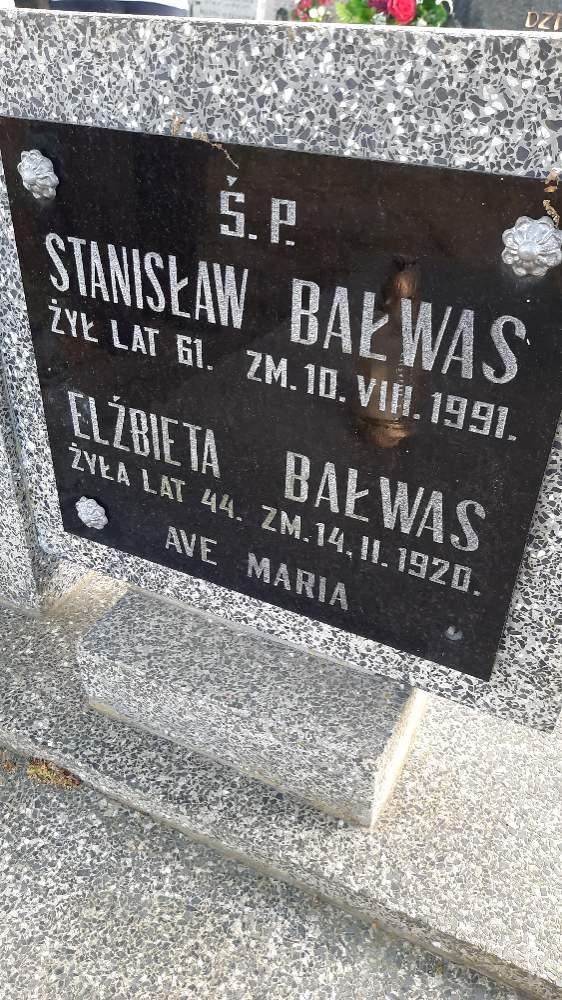 DZI
Ś.P.
STANISŁAW BAŁWAS
ŻYŁ LAT 61. ZM. 10. VIII. 1991.
ELŻBIETA BAŁWAS
ŻYŁA LAT 44. ZM. 14. II. 1920.
AVE MARIA